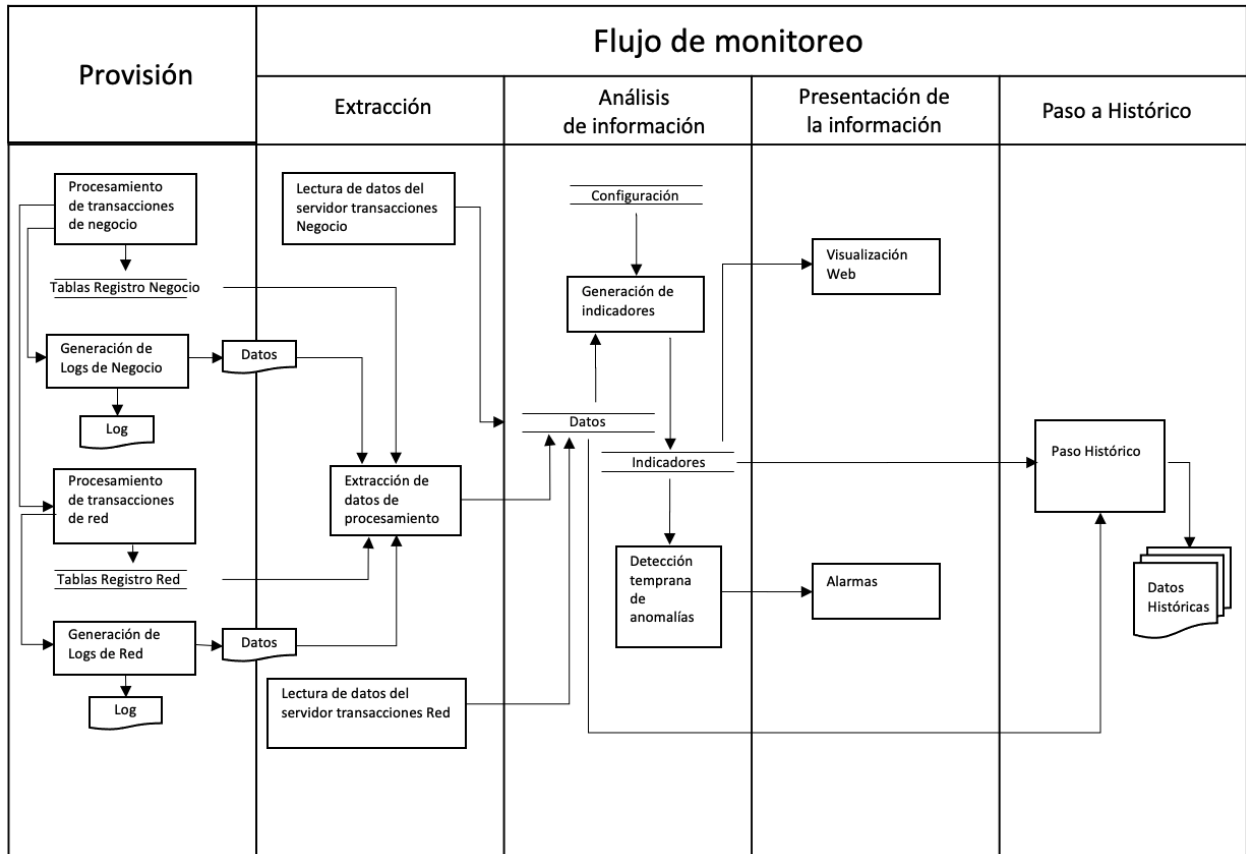 Provisión
Flujo de monitoreo
Extracción
Análisis
de información
Presentación de
la información
Paso a Histórico
Procesamiento
de transacciones
de negocio
Tablas Registro Negocio
Generación de
Logs de Negocio
Datos
Log
Procesamiento
de transacciones
de red
Tablas Registro Red
Generación de
Logs de Red
Datos
Log
Lectura de datos del
servidor transacciones
Negocio
Extracción de
datos de
procesamiento
Lectura de datos del
servidor transacciones Red
Configuración
Generación de
indicadores
Datos
Indicadores
Detección
temprana
de
anomalías
Visualización
Web
Alarmas
Paso Histórico
Datos
Históricas